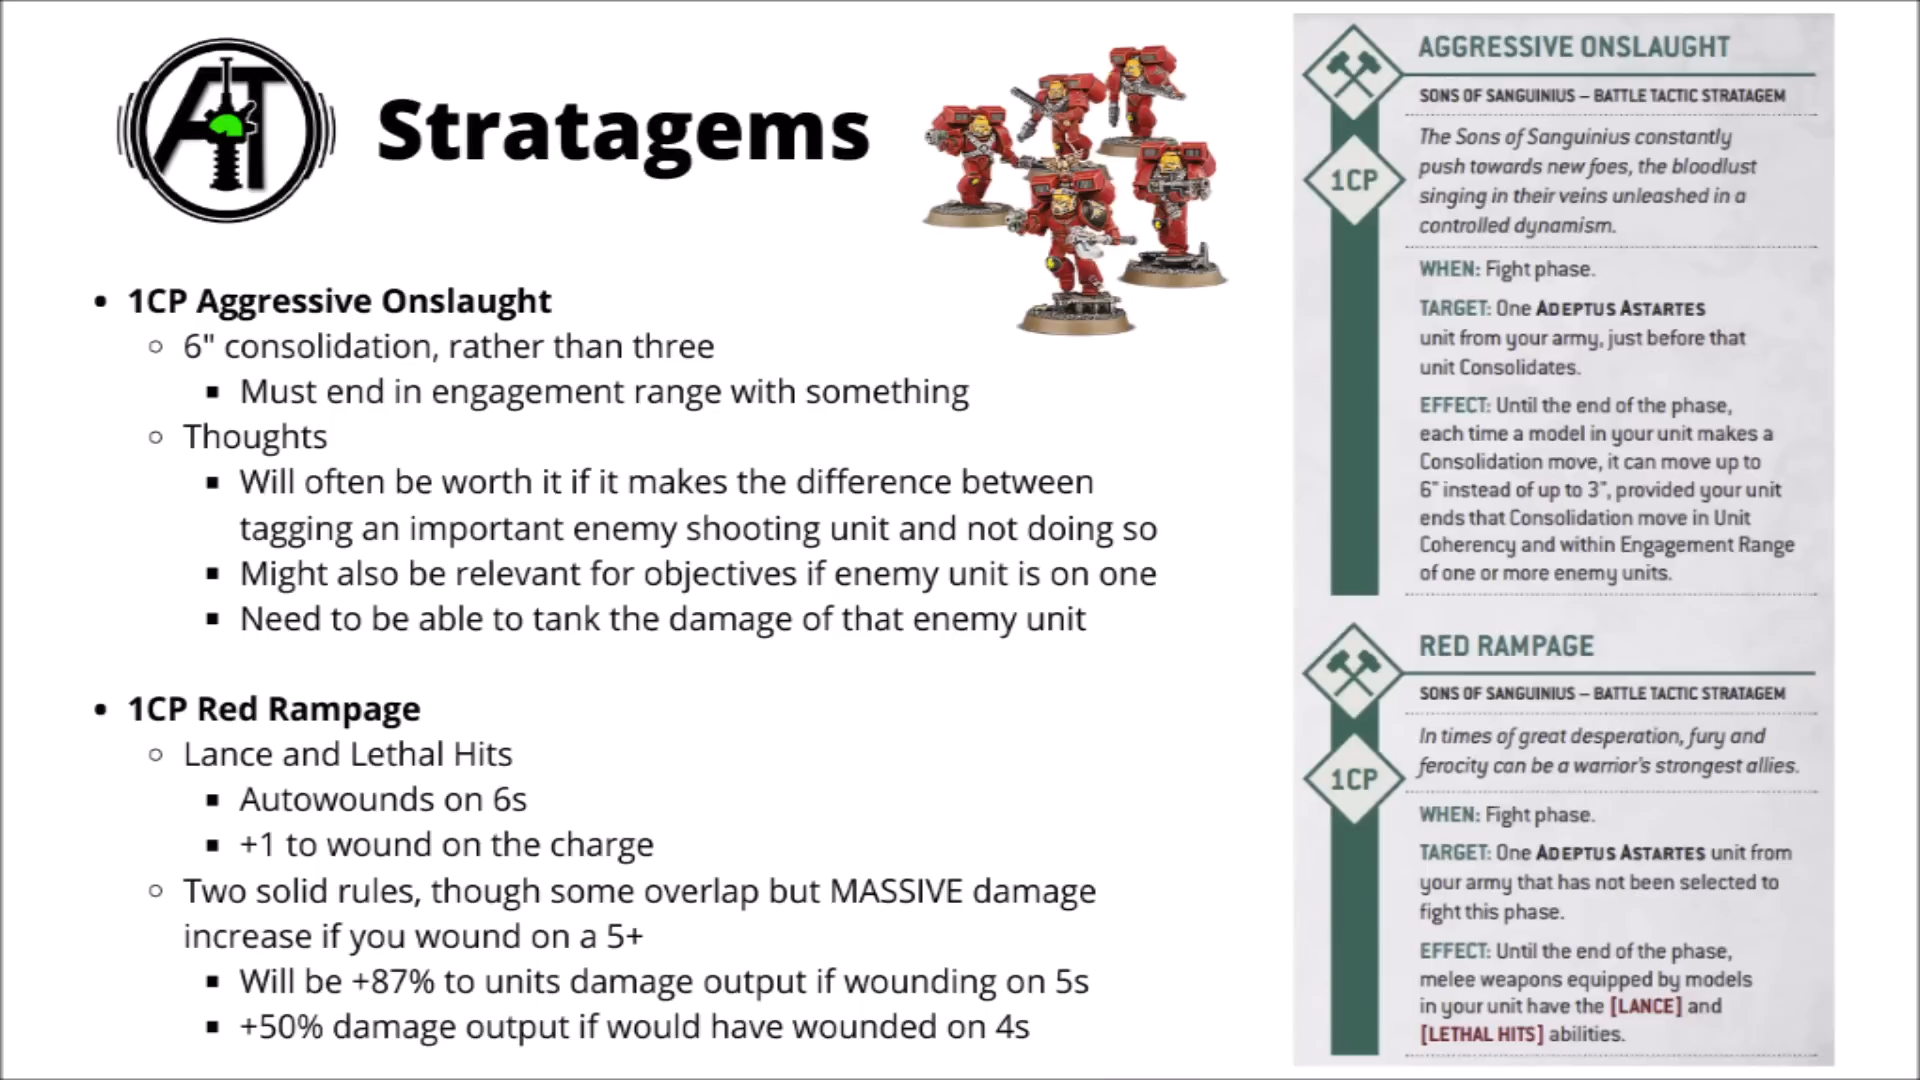 AT
Stratagems
• 1CP Aggressive Onslaught
○ 6" consolidation, rather than three
▪ Must end in engagement range with something
○ Thoughts
▪ Will often be worth it if it makes the difference between
tagging an important enemy shooting unit and not doing so
▪ Might also be relevant for objectives if enemy unit is on one
▪ Need to be able to tank the damage of that enemy unit
• 1CP Red Rampage
○ Lance and Lethal Hits
▪ Autowounds on 6s
▪ +1 to wound on the charge
○ Two solid rules, though some overlap but MASSIVE damage
increase if you wound on a 5+
▪ Will be +87% to units damage output if wounding on 5s
▪ +50% damage output if would have wounded on 4s
AGGRESSIVE ONSLAUGHT
SONS OF SANGUINIUS – BATTLE TACTIC STRATAGEM
1CP
The Sons of Sanguinius constantly
push towards new foes, the bloodlust
singing in their veins unleashed in a
controlled dynamism.
WHEN: Fight phase.
TARGET: One ADEPTUS ASTARTES
unit from your army, just before that
unit Consolidates.
EFFECT: Until the end of the phase,
each time a model in your unit makes a
Consolidation move, it can move up to
6" instead of up to 3", provided your unit
ends that Consolidation move in Unit
Coherency and within Engagement Range
of one or more enemy units.
RED RAMPAGE
SONS OF SANGUINIUS – BATTLE TACTIC STRATAGEM
1CP
In times of great desperation, fury and
ferocity can be a warrior's strongest allies.
WHEN: Fight phase.
TARGET: One ADEPTUS ASTARTES unit from
your army that has not been selected to
fight this phase.
EFFECT: Until the end of the phase,
melee weapons equipped by models
in your unit have the [LANCE] and
[LETHAL HITS] abilities.